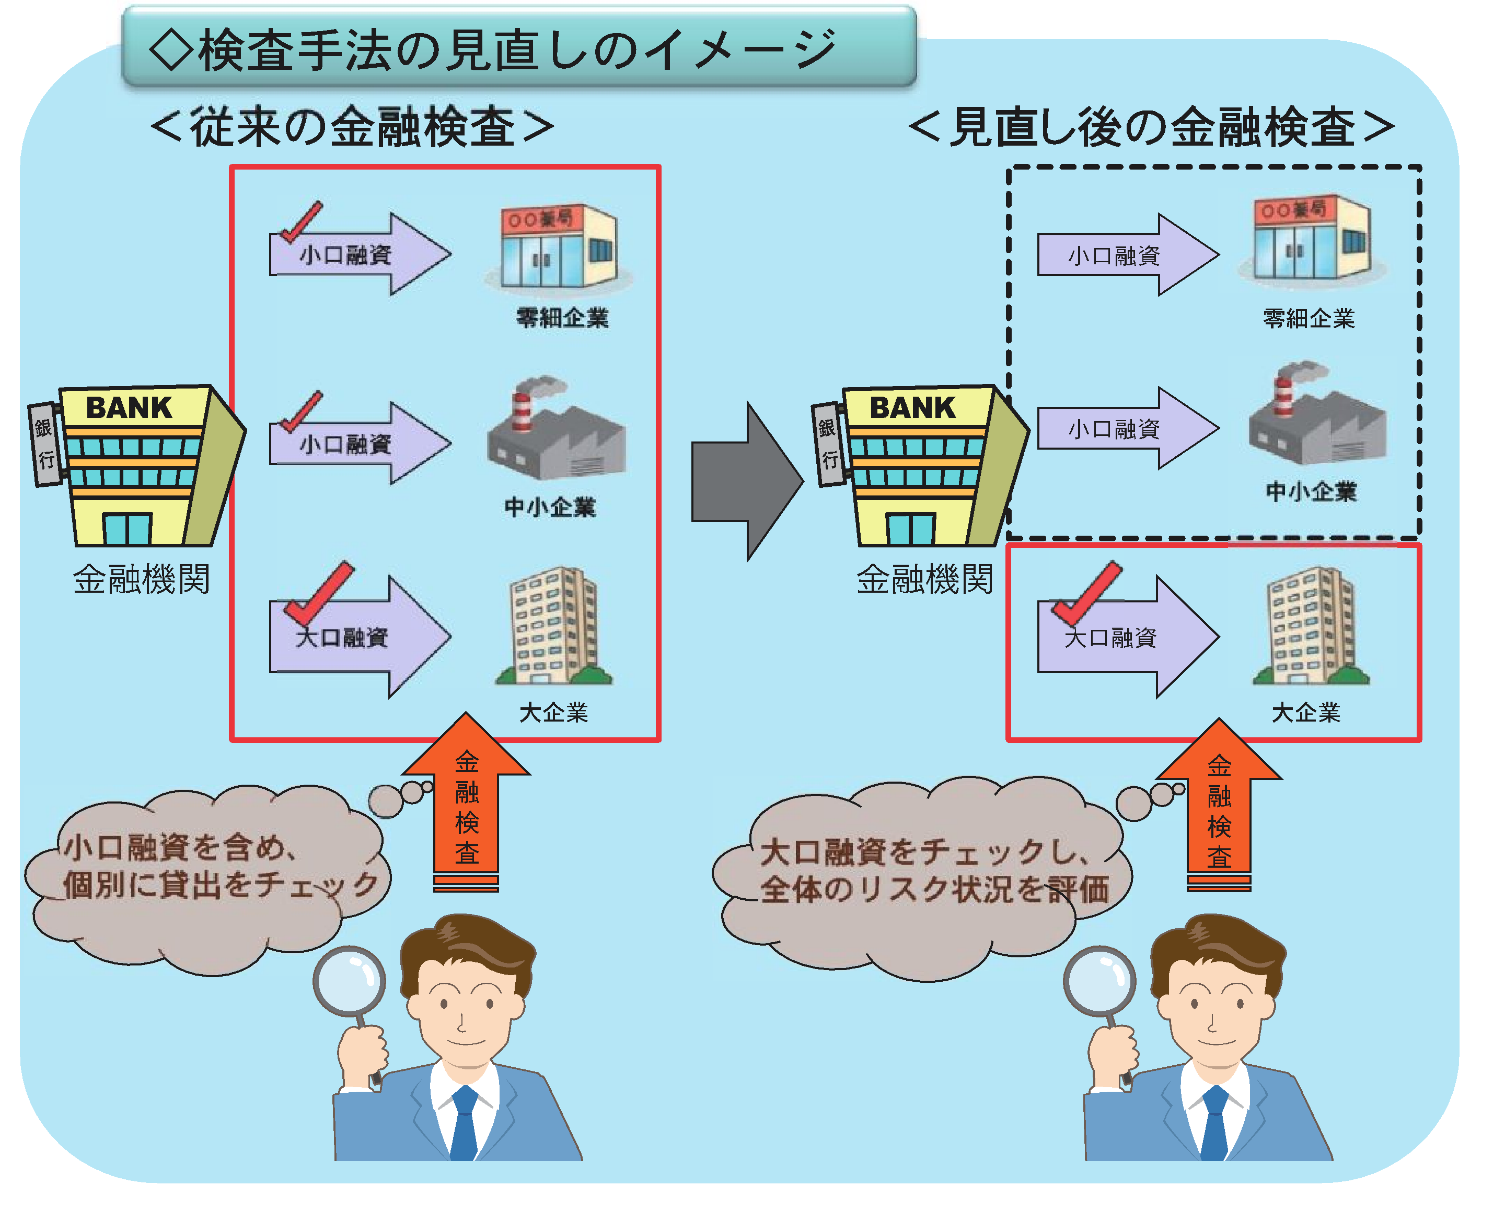 ◇検査手法の見直しのイメージ
＜従来の金融検査＞
小口融資
〇〇薬局
零細企業
BANK
銀行
小口融資
中小企業
金融機関
大口融資
大企業
金融検査
小口融資を含め、
個別に貸出をチェック
＜見直し後の金融検査＞
小口融資
〇〇薬局
零細企業
BANK
銀行
小口融資
中小企業
金融機関
大口融資
大企業
金融検査
大口融資をチェックし、
全体のリスク状況を評価